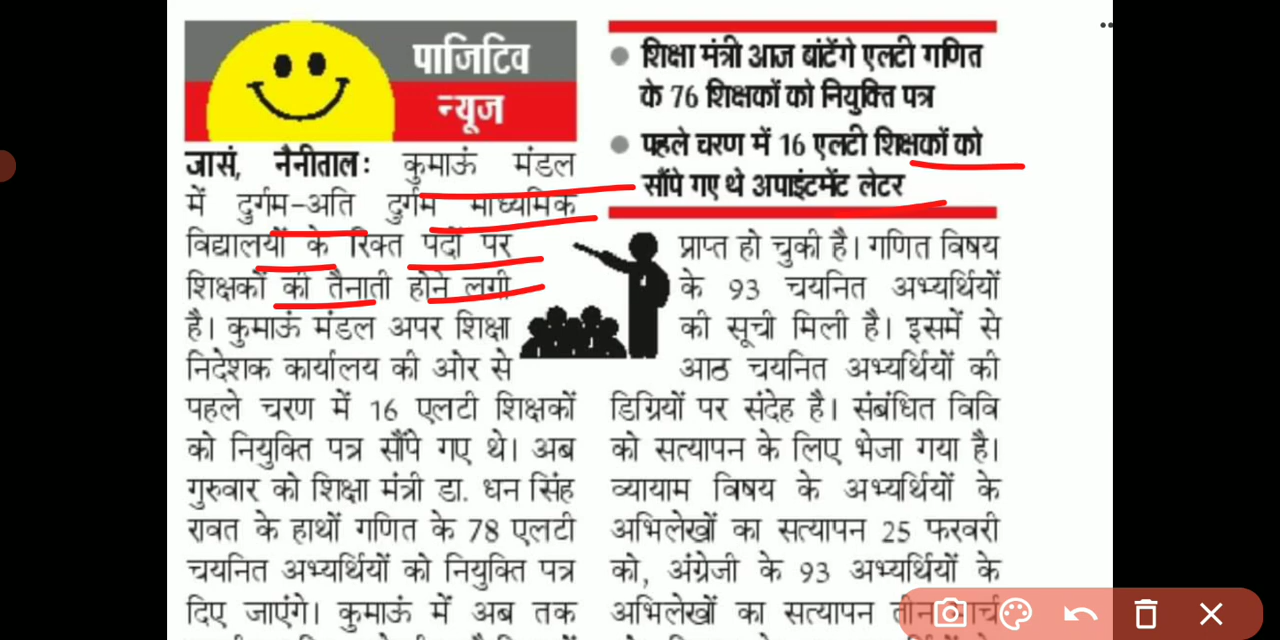 पाजिटिव
न्यूज
शिक्षा मंत्री आज बांटेंगे एलटी गणित
के 76 शिक्षकों को नियुक्ति पत्र
पहले चरण में 16 एलटी शिक्षकों को
सौंपे गए थे अपाइंटमेंट लेटर
जासं, नैनीताल: कुमाऊं मंडल
में दुर्गम-अति दुर्गम माध्यमिक
विद्यालयों के रिक्त पदों पर
शिक्षकों की तैनाती होने लगी
है। कुमाऊं मंडल अपर शिक्षा
निदेशक कार्यालय की ओर से
पहले चरण में 16 एलटी शिक्षकों
को नियुक्ति पत्र सौंपे गए थे। अब
गुरुवार को शिक्षा मंत्री डा. धन सिंह
रावत के हाथों गणित के 78 एलटी
चयनित अभ्यर्थियों को नियुक्ति पत्र
दिए जाएंगे। कुमाऊं में अब तक
प्राप्त हो चुकी है। गणित विषय
के 93 चयनित अभ्यर्थियों
की सूची मिली है। इसमें से
आठ चयनित अभ्यर्थियों की
डिग्रियों पर संदेह है। संबंधित विवि
को सत्यापन के लिए भेजा गया है।
व्यायाम विषय के अभ्यर्थियों के
अभिलेखों का सत्यापन 25 फरवरी
को, अंग्रेजी के 93 अभ्यर्थियों के
अभिलेखों का सत्यापन तीन मार्च